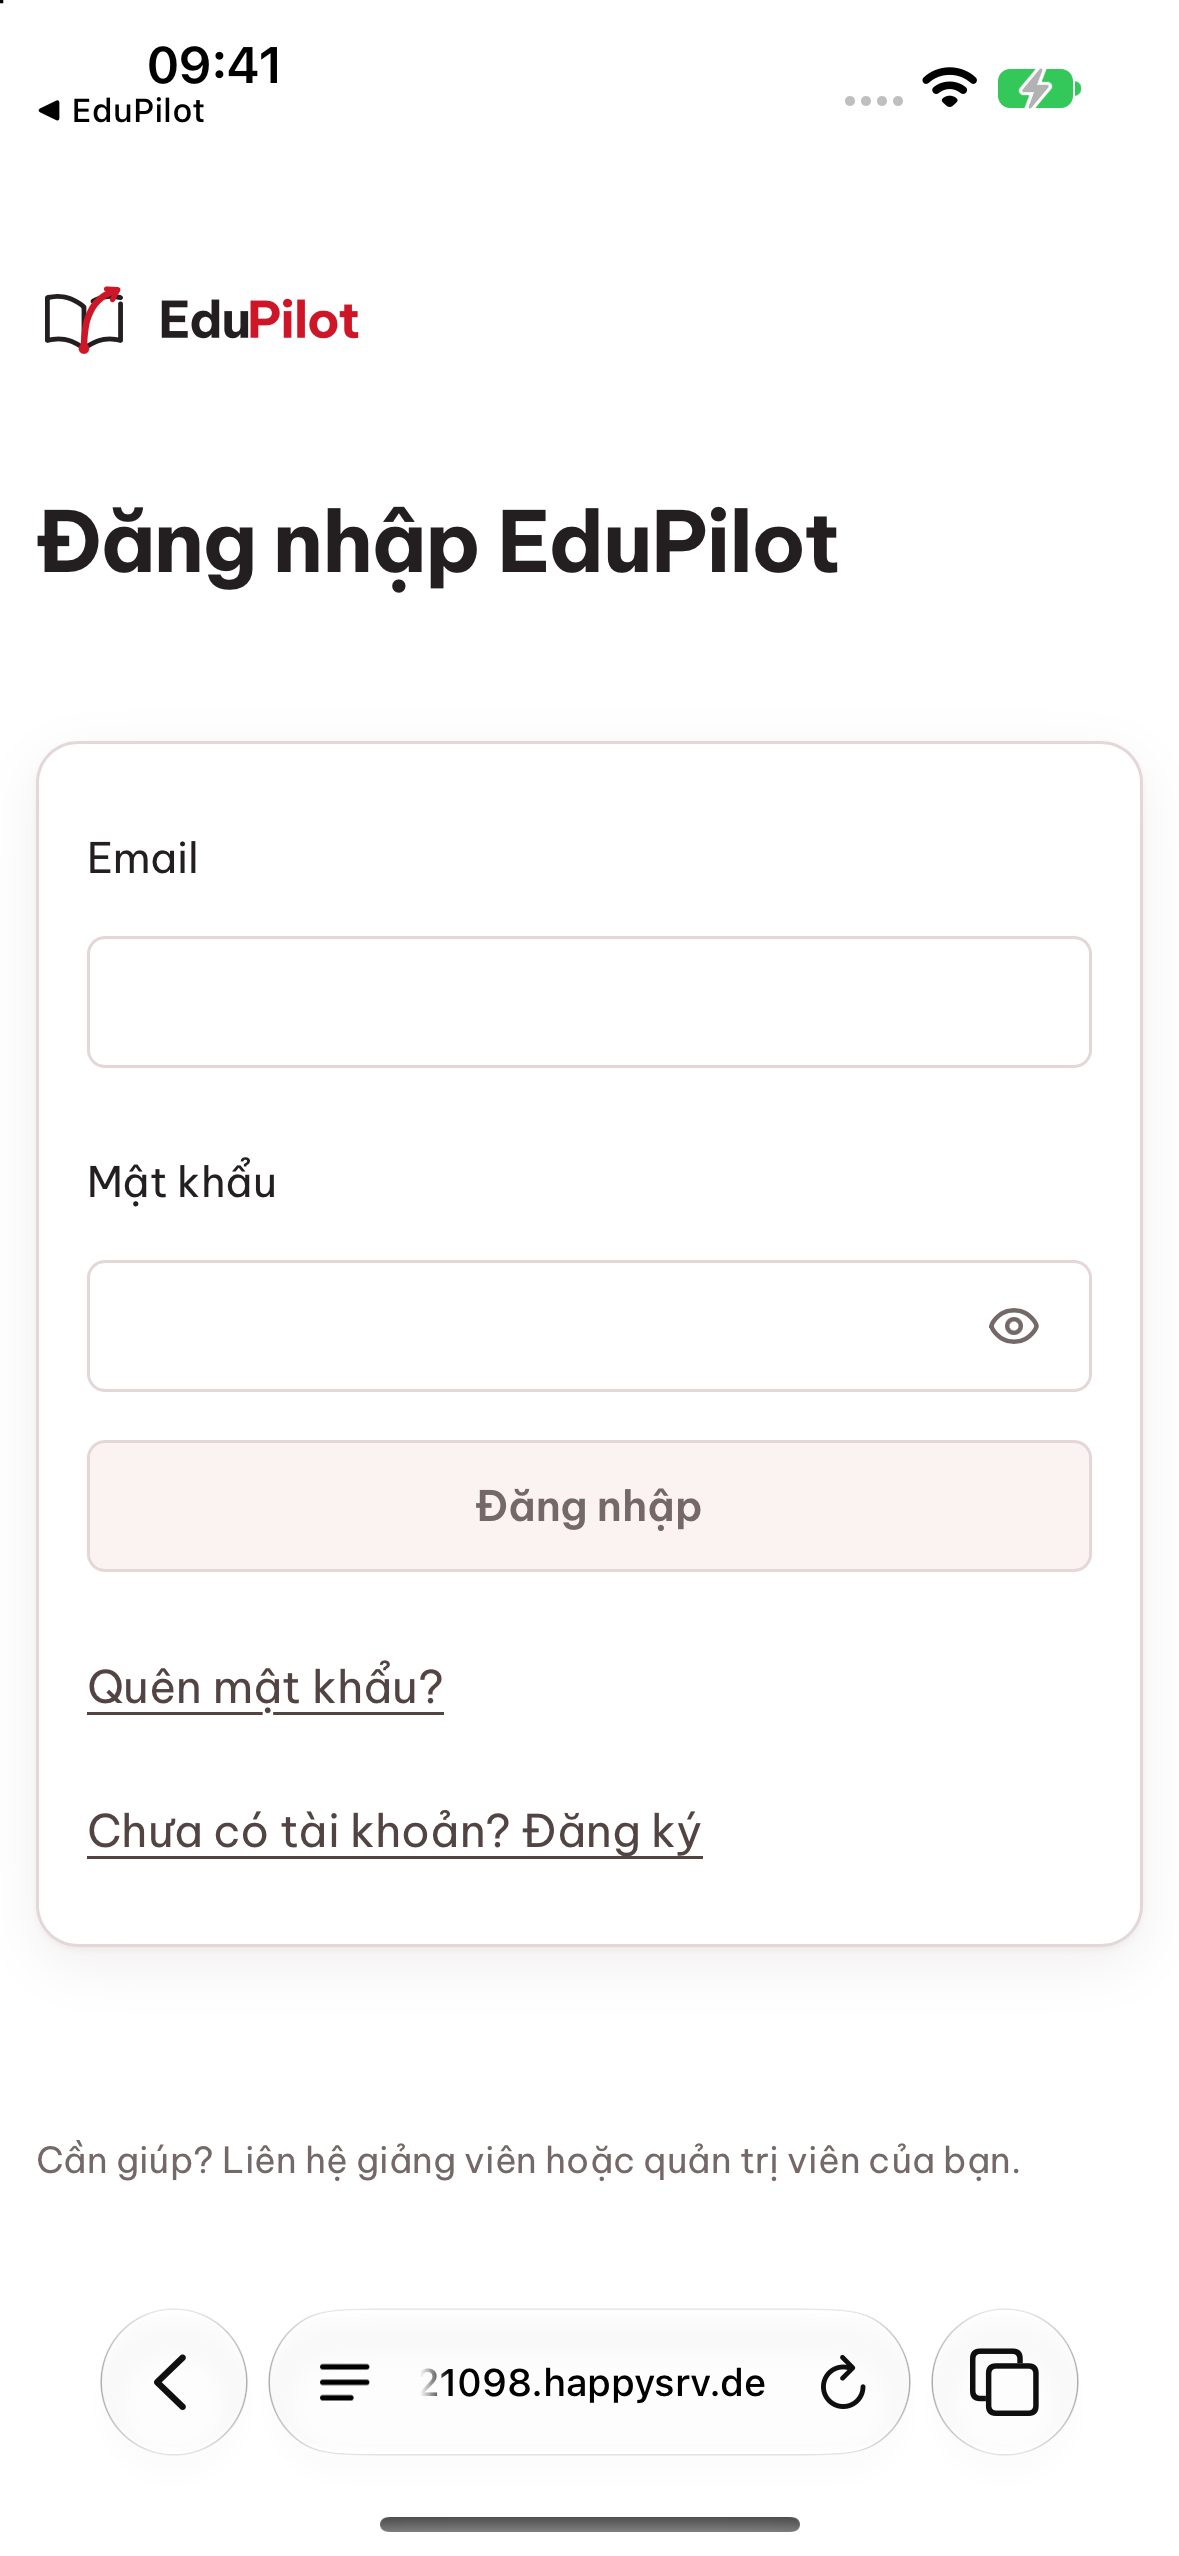 09:41
EduPilot
EduPilot
Đăng nhập EduPilot
Email
Mật khẩu
Đăng nhập
Quên mật khẩu?
Chưa có tài khoản? Đăng ký
Cần giúp? Liên hệ giảng viên hoặc quản trị viên của bạn.
21098.happysrv.de